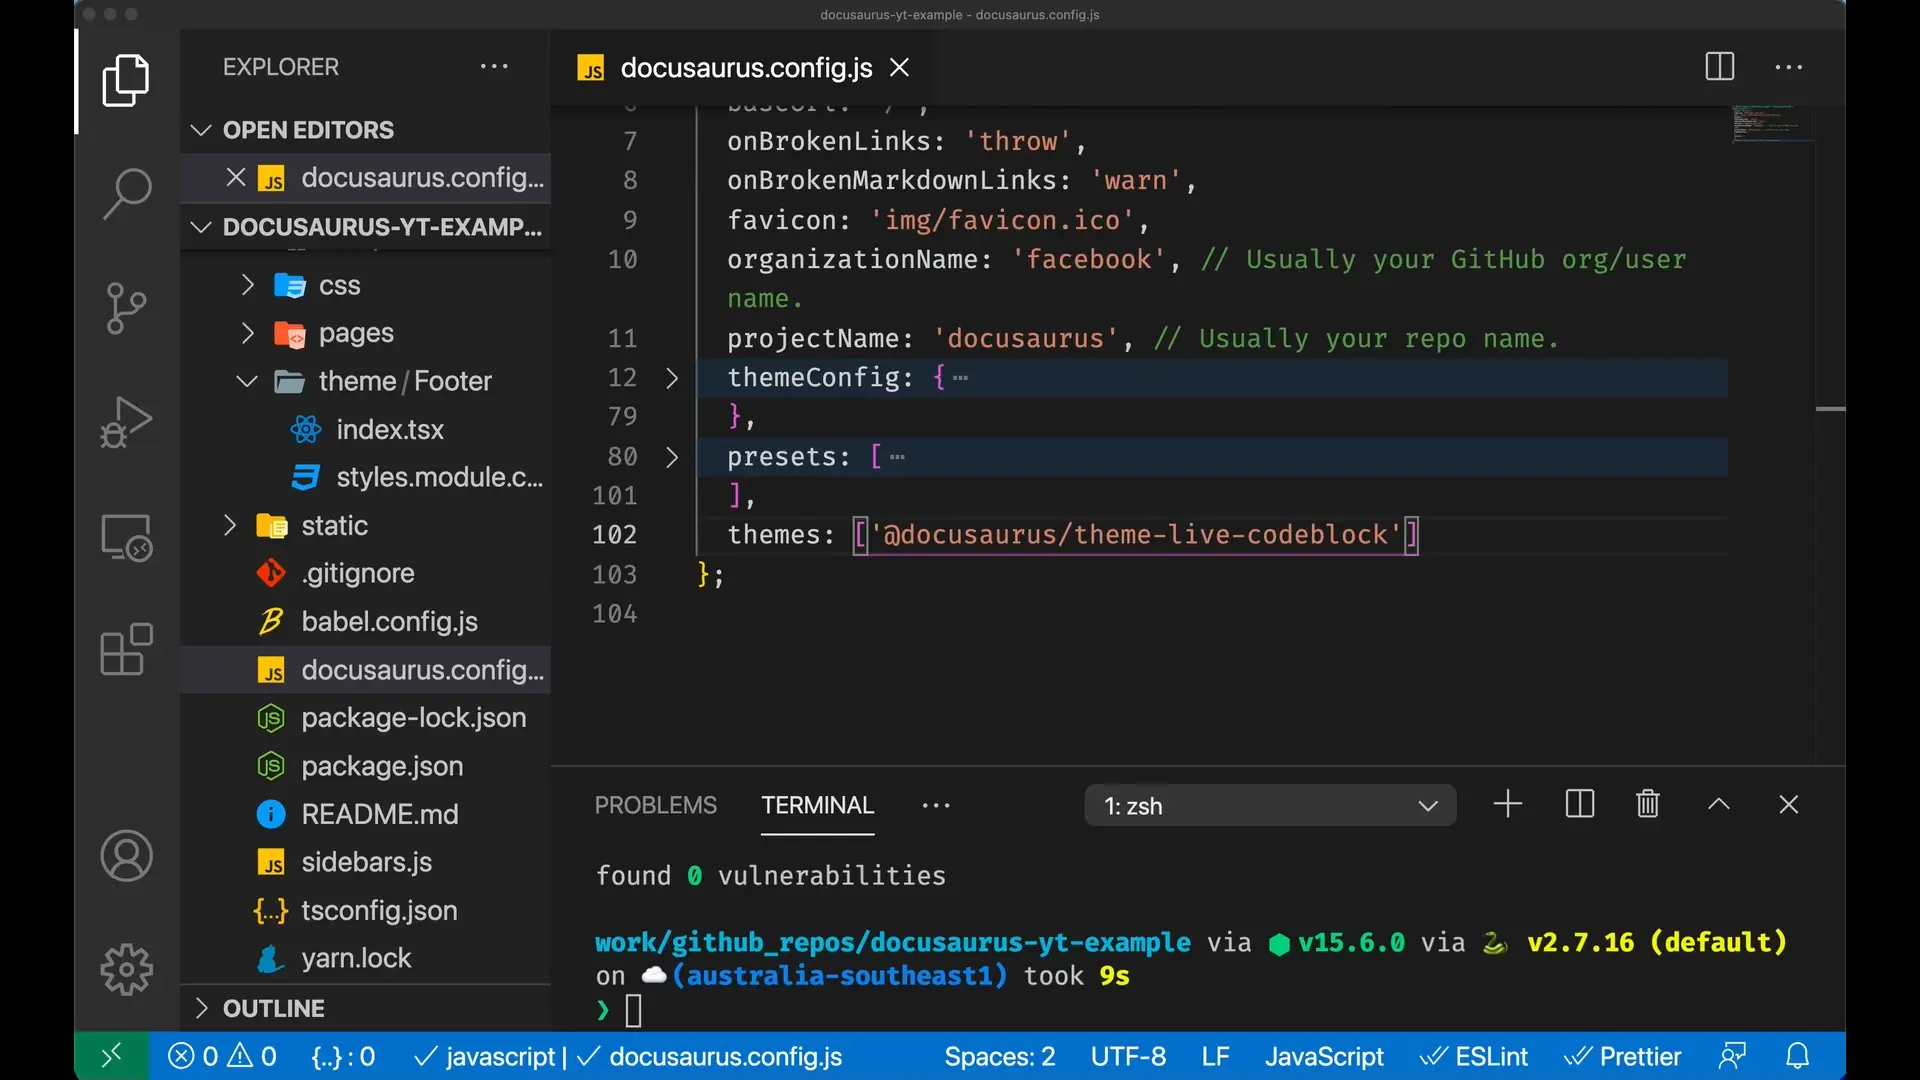 docusaurus-yt-example - docusaurus.config.js
EXPLORER
OPEN EDITORS
docusaurus.config...
DOCUSAURUS-YT-EXAMP...
css
pages
theme/Footer
index.tsx
styles.module.c...
static
.gitignore
babel.config.js
docusaurus.config...
package-lock.json
package.json
README.md
sidebars.js
tsconfig.json
yarn.lock
OUTLINE
docusaurus.config.js
7 onBrokenLinks: 'throw',
8 onBrokenMarkdownLinks: 'warn',
9 favicon: 'img/favicon.ico',
10 organizationName: 'facebook', // Usually your GitHub org/user
name.
11 projectName: 'docusaurus', // Usually your repo name.
12 themeConfig: {
79 },
80 presets: [
101 ],
102 themes: ['@docusaurus/theme-live-codeblock']
103 };
104
PROBLEMS TERMINAL 1: zsh
found 0 vulnerabilities
work/github_repos/docusaurus-yt-example via v15.6.0 via v2.7.16 (default)
on (australia-southeast1) took 9s
❯
0 0 {..} : 0 javascript | docusaurus.config.js Spaces: 2 UTF-8 LF JavaScript ESLint Prettier